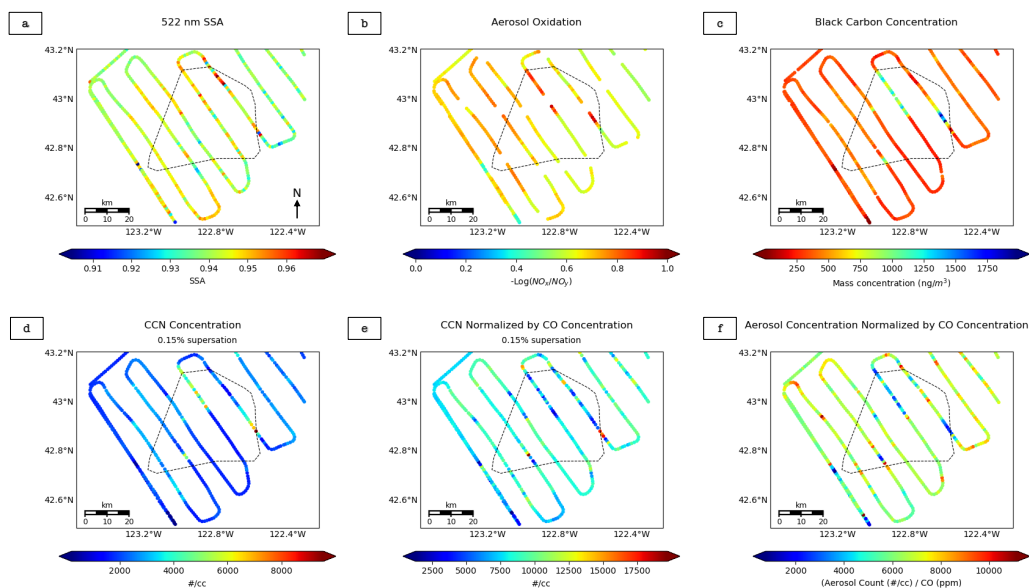 a
522 nm SSA
43.2°N
43°N
42.8°N
42.6°N
km
0 10 20
N
123.2°W 122.8°W 122.4°W
0.91 0.92 0.93 0.94 0.95 0.96
SSA
b
Aerosol Oxidation
43.2°N
43°N
42.8°N
42.6°N
km
0 10 20
123.2°W 122.8°W 122.4°W
0.0 0.2 0.4 0.6 0.8 1.0
-Log(NOx/NOy)
c
Black Carbon Concentration
43.2°N
43°N
42.8°N
42.6°N
km
0 10 20
123.2°W 122.8°W 122.4°W
250 500 750 1000 1250 1500 1750
Mass concentration (ng/m³)
d
CCN Concentration
0.15% supersation
43.2°N
43°N
42.8°N
42.6°N
km
0 10 20
123.2°W 122.8°W 122.4°W
2000 4000 6000 8000
#/cc
e
CCN Normalized by CO Concentration
0.15% supersation
43.2°N
43°N
42.8°N
42.6°N
km
0 10 20
123.2°W 122.8°W 122.4°W
2500 5000 7500 10000 12500 15000 17500
#/cc
f
Aerosol Concentration Normalized by CO Concentration
43.2°N
43°N
42.8°N
42.6°N
km
0 10 20
123.2°W 122.8°W 122.4°W
2000 4000 6000 8000 10000
(Aerosol Count (#/cc) / CO (ppm)